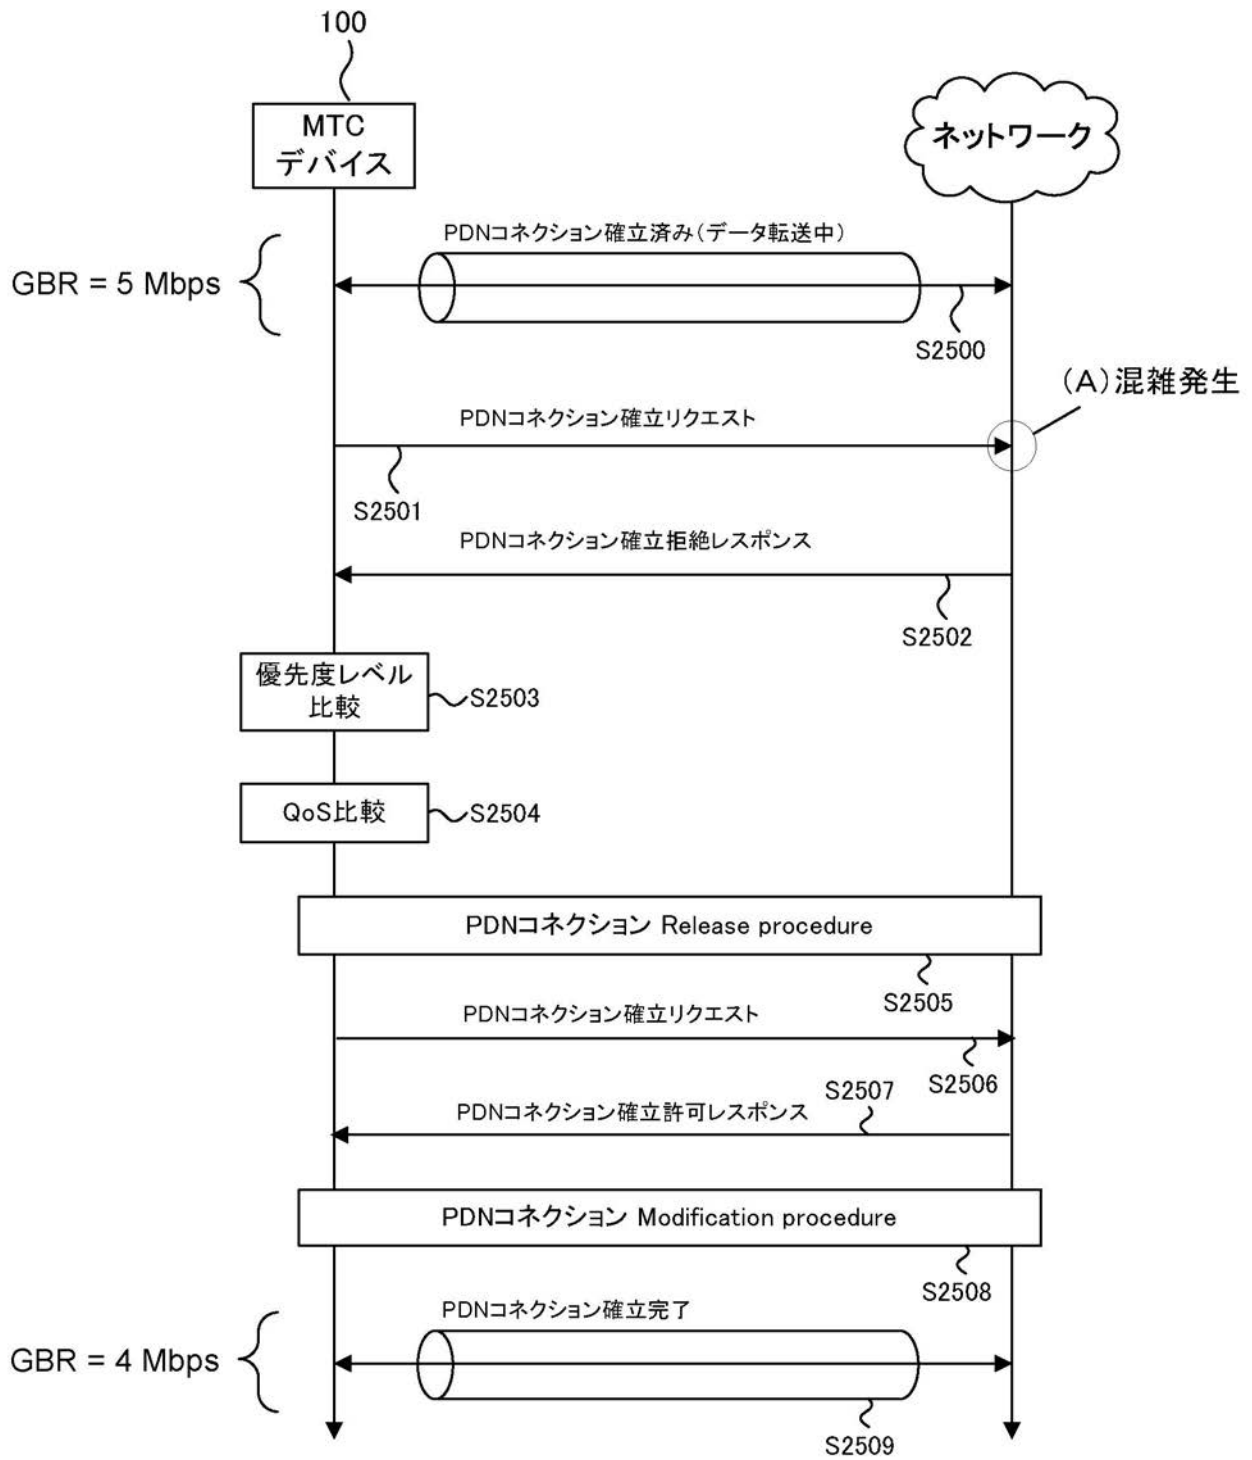 100
MTC
デバイス
ネットワーク
PDNコネクション確立済み(データ転送中)
GBR = 5 Mbps
S2500
(A)混雑発生
PDNコネクション確立リクエスト
S2501
PDNコネクション確立拒絶レスポンス
S2502
優先度レベル
比較
S2503
QoS比較
S2504
PDNコネクション Release procedure
S2505
PDNコネクション確立リクエスト
S2506
S2507
PDNコネクション確立許可レスポンス
PDNコネクション Modification procedure
S2508
PDNコネクション確立完了
GBR = 4 Mbps
S2509